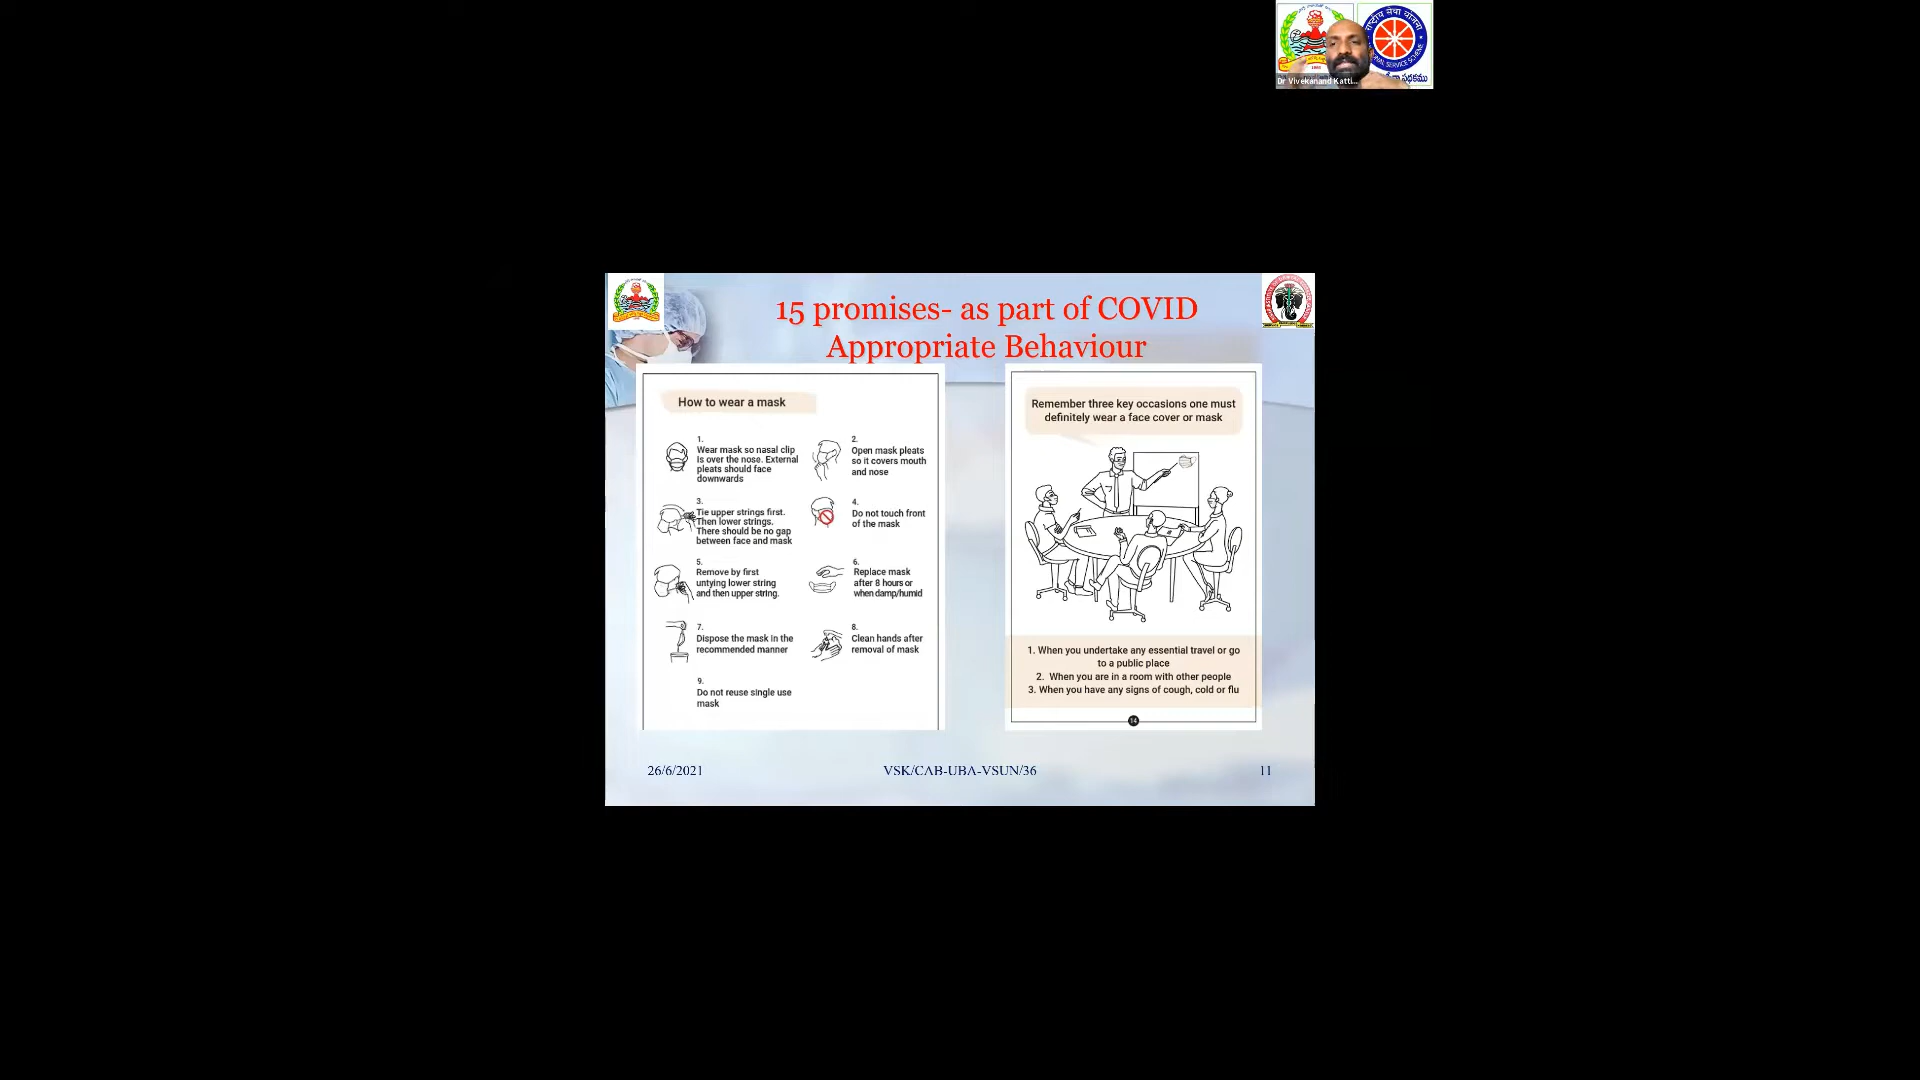 राष्ट्रीय सेवा योजना
Dr Vivekanand Katti...
15 promises- as part of COVID
Appropriate Behaviour
How to wear a mask
1.
Wear mask so nasal clip
is over the nose. External
pleats should face
downwards
2.
Open mask pleats
so it covers mouth
and nose
3.
Tie upper strings first.
Then lower strings.
There should be no gap
between face and mask
4.
Do not touch front
of the mask
5.
Remove by first
untying lower string
and then upper string.
6.
Replace mask
after 8 hours or
when damp/humid
7.
Dispose the mask in the
recommended manner
8.
Clean hands after
removal of mask
9.
Do not reuse single use
mask
Remember three key occasions one must
definitely wear a face cover or mask
1. When you undertake any essential travel or go
to a public place
2. When you are in a room with other people
3. When you have any signs of cough, cold or flu
26/6/2021
VSK/CAB-UBA-VSUN/36
11